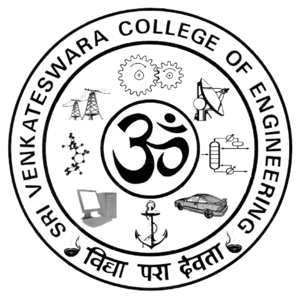 SRI VENKATESWARA COLLEGE OF ENGINEERING
ॐ
विद्या परा देवता